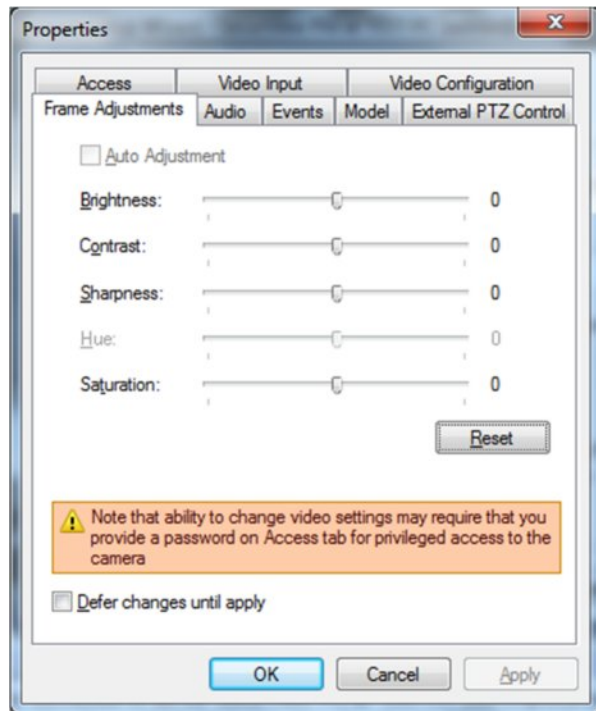 Properties
Access Video Input Video Configuration
Frame Adjustments Audio Events Model External PTZ Control
Auto Adjustment
Brightness: 0
Contrast: 0
Sharpness: 0
Hue: 0
Saturation: 0
Reset
Note that ability to change video settings may require that you
provide a password on Access tab for privileged access to the
camera
Defer changes until apply
OK Cancel Apply